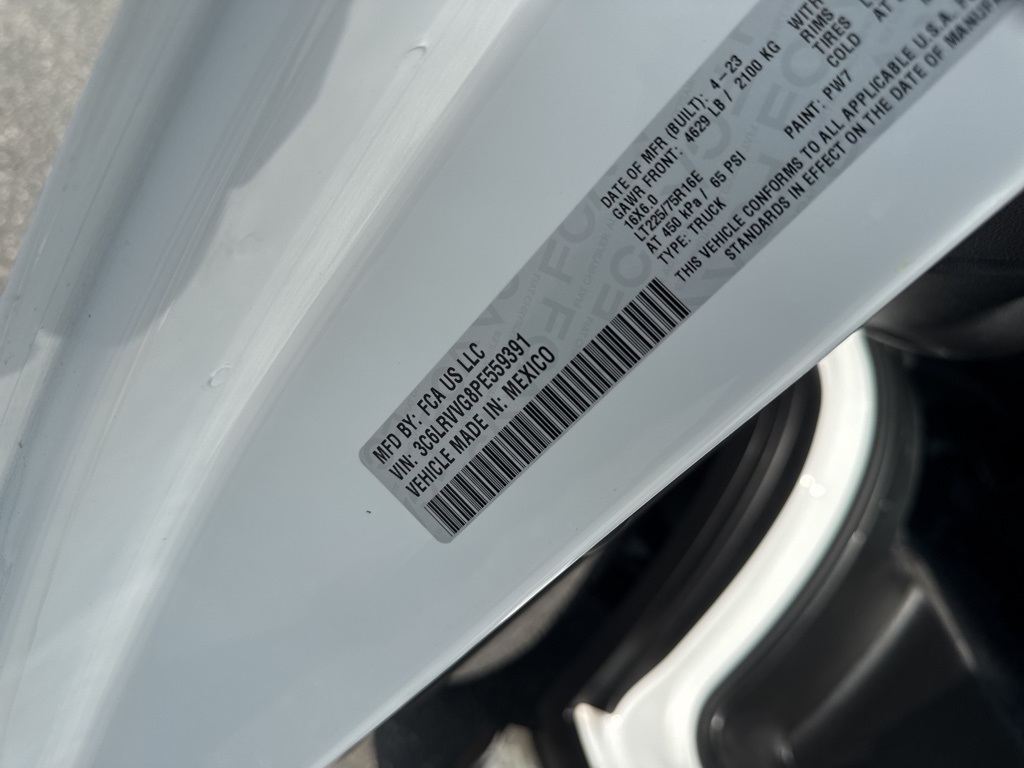 MFD BY: FCA US LLC
VIN: 3C6LRVVG8PE559391
VEHICLE MADE IN: MEXICO
DATE OF MFR (BUILT): 4-23
GAWR FRONT: 4629 LB / 2100 KG WITH
16X6.0 RIMS
LT225/75R16E TIRES
AT 450 kPa / 65 PSI COLD
TYPE: TRUCK PAINT: PW7
THIS VEHICLE CONFORMS TO ALL APPLICABLE U.S.A.
STANDARDS IN EFFECT ON THE DATE OF